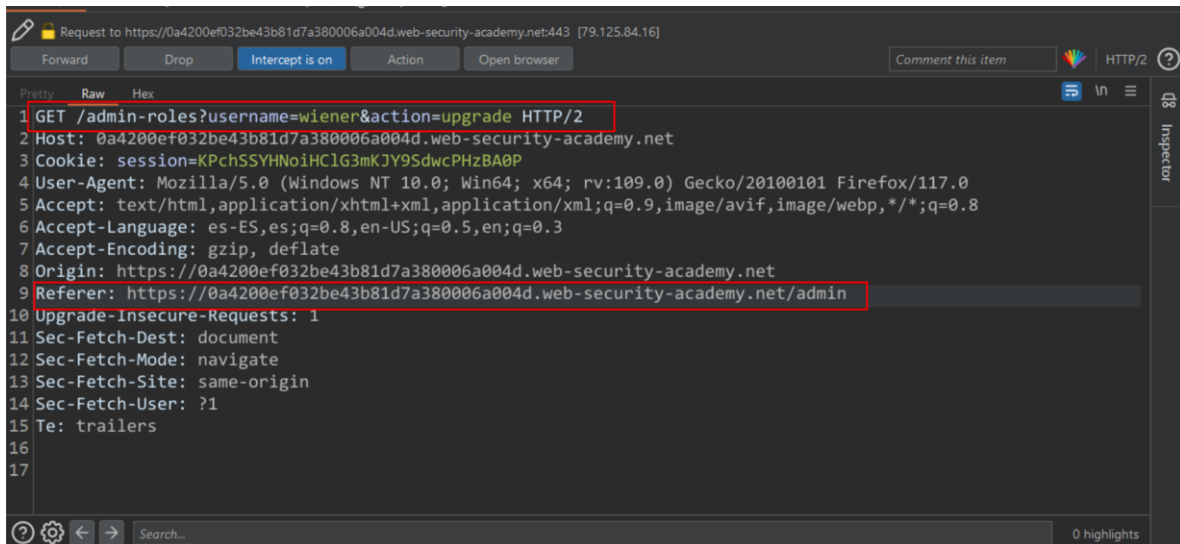 Request to https://0a4200ef032be43b81d7a380006a004d.web-security-academy.net:443 [79.125.84.16]
Forward Drop Intercept is on Action Open browser Comment this item HTTP/2
Pretty Raw Hex \n
1 GET /admin-roles?username=wiener&action=upgrade HTTP/2
2 Host: 0a4200ef032be43b81d7a380006a004d.web-security-academy.net
3 Cookie: session=KPchSSYHNoiHClG3mKJY9SdwcPHzBA0P
4 User-Agent: Mozilla/5.0 (Windows NT 10.0; Win64; x64; rv:109.0) Gecko/20100101 Firefox/117.0
5 Accept: text/html,application/xhtml+xml,application/xml;q=0.9,image/avif,image/webp,*/*;q=0.8
6 Accept-Language: es-ES,es;q=0.8,en-US;q=0.5,en;q=0.3
7 Accept-Encoding: gzip, deflate
8 Origin: https://0a4200ef032be43b81d7a380006a004d.web-security-academy.net
9 Referer: https://0a4200ef032be43b81d7a380006a004d.web-security-academy.net/admin
10 Upgrade-Insecure-Requests: 1
11 Sec-Fetch-Dest: document
12 Sec-Fetch-Mode: navigate
13 Sec-Fetch-Site: same-origin
14 Sec-Fetch-User: ?1
15 Te: trailers
16
17
Inspector
Search... 0 highlights